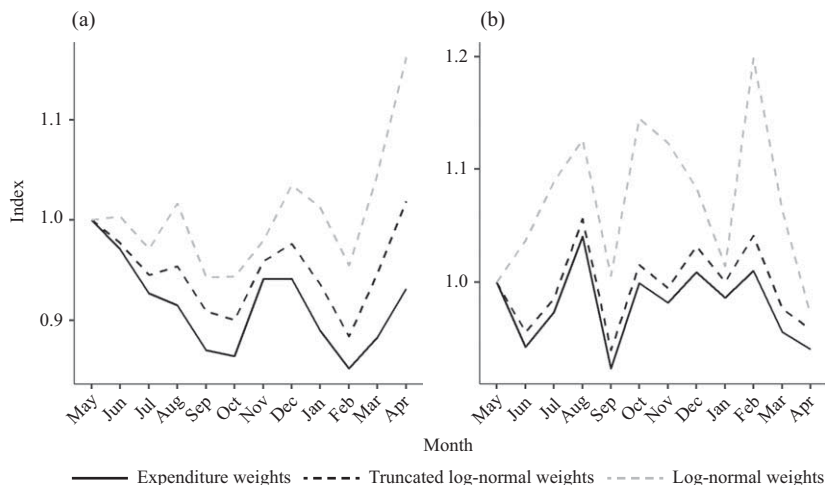 (a)
(b)
Index
1.1
1.0
0.9
May Jun Jul Aug Sep Oct Nov Dec Jan Feb Mar Apr
1.2
1.1
1.0
May Jun Jul Aug Sep Oct Nov Dec Jan Feb Mar Apr
Month
Expenditure weights Truncated log-normal weights Log-normal weights